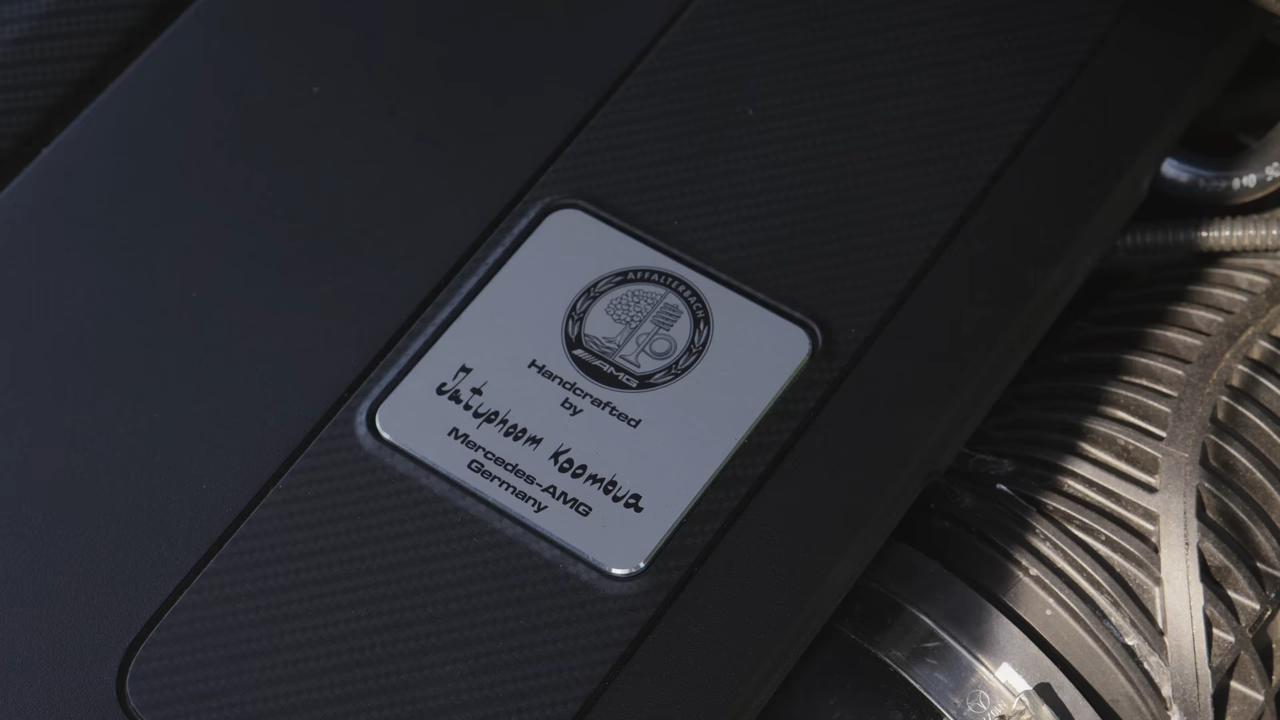 AFFALTERBACH
AMG
Handcrafted
by
Jatuphoom Koombua
Mercedes-AMG
Germany